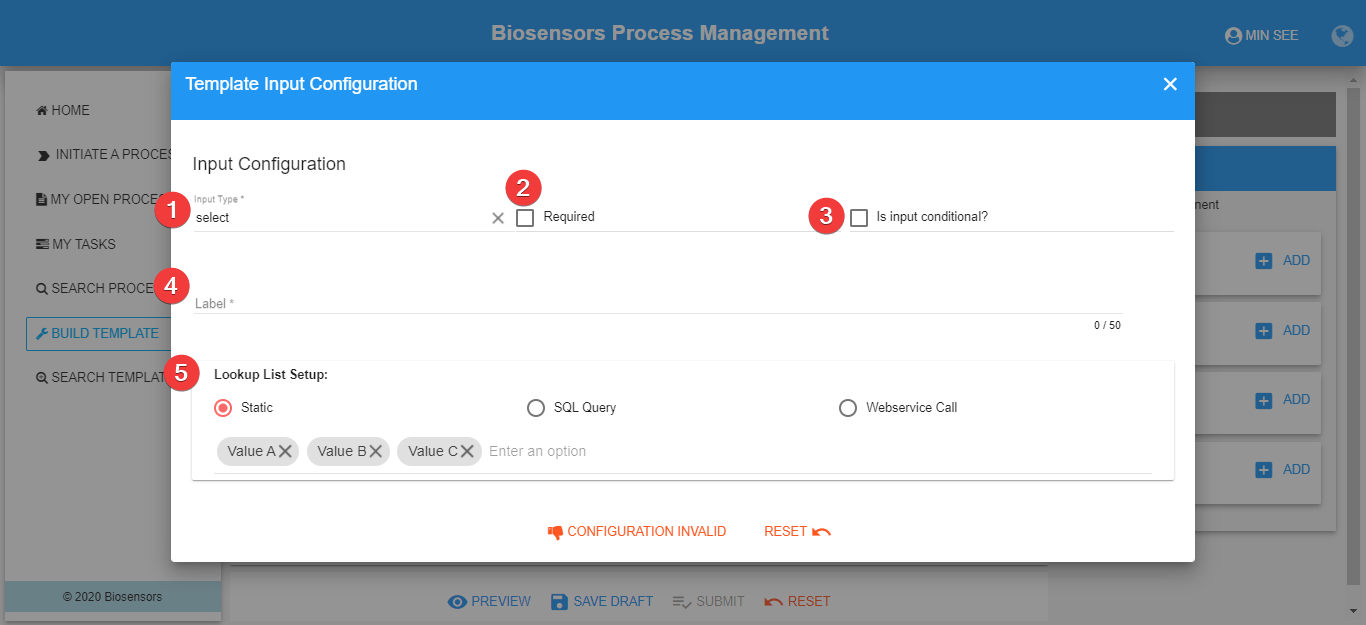 Biosensors Process Management
MIN SEE
Template Input Configuration
HOME
INITIATE A PROCES
MY OPEN PROCE
MY TASKS
SEARCH PROCE
BUILD TEMPLATE
SEARCH TEMPLAT
© 2020 Biosensors
Input Configuration
1
Input Type *
select
2
Required
3
Is input conditional?
4
Label *
0 / 50
5
Lookup List Setup:
Static
SQL Query
Webservice Call
Value A
Value B
Value C
Enter an option
CONFIGURATION INVALID
RESET
nent
ADD
ADD
ADD
ADD
PREVIEW
SAVE DRAFT
SUBMIT
RESET